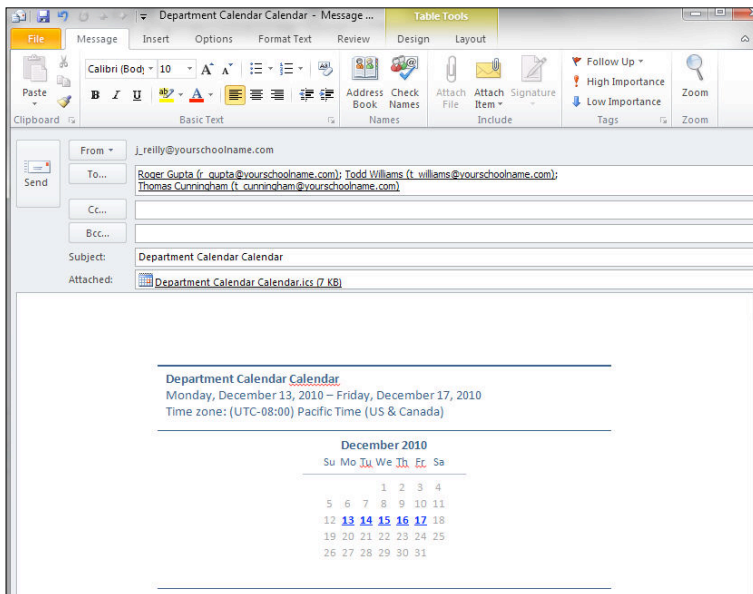 Department Calendar Calendar - Message ...
Table Tools
File Message Insert Options Format Text Review Design Layout
Calibri (Body 10
Paste
B I U
Address Book
Check Names
Attach File
Attach Item
Signature
Follow Up
High Importance
Low Importance
Zoom
Clipboard Basic Text Names Include Tags Zoom
Send
From
j_reilly@yourschoolname.com
To...
Roger Gupta (r_gupta@yourschoolname.com); Todd Williams (t_williams@yourschoolname.com);
Thomas Cunningham (t_cunningham@yourschoolname.com)
Cc...
Bcc...
Subject: Department Calendar Calendar
Attached: Department Calendar Calendar.ics (7 KB)
Department Calendar Calendar
Monday, December 13, 2010 – Friday, December 17, 2010
Time zone: (UTC-08:00) Pacific Time (US & Canada)
December 2010
Su Mo Tu We Th Fr Sa
1 2 3 4
5 6 7 8 9 10 11
12 13 14 15 16 17 18
19 20 21 22 23 24 25
26 27 28 29 30 31